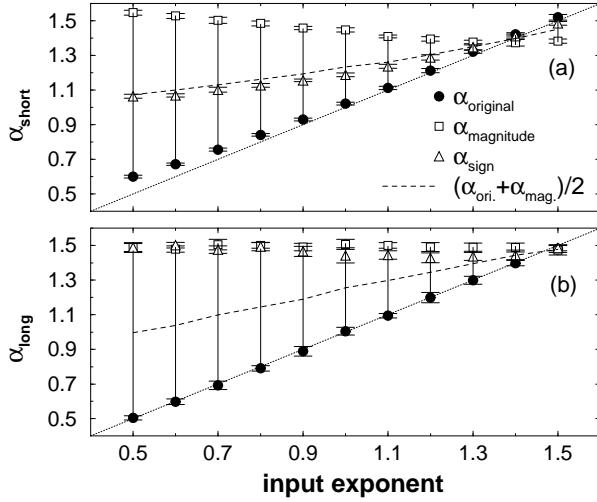 1.5
1.3
1.1
0.9
0.7
0.5
α_short
(a)
α_original
α_magnitude
α_sign
(α_ori.+α_mag.)/2
1.5
1.3
1.1
0.9
0.7
0.5
α_long
(b)
0.5 0.7 0.9 1.1 1.3 1.5
input exponent